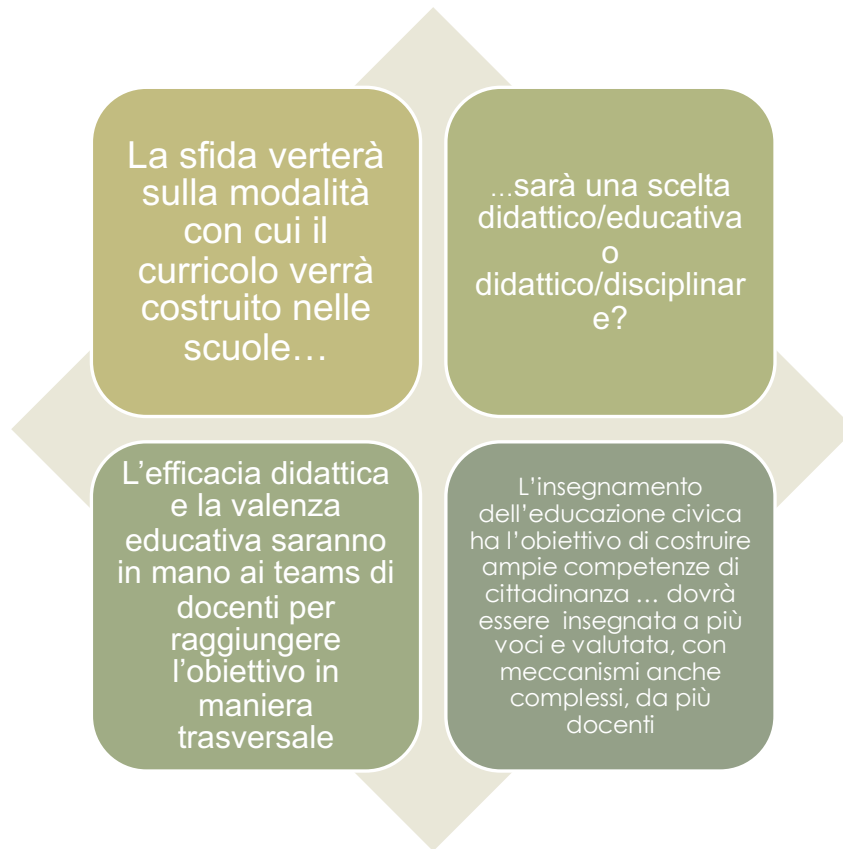 La sfida verterà
sulla modalità
con cui il
curricolo verrà
costruito nelle
scuole…
…sarà una scelta
didattico/educativa
o
didattico/disciplinar
e?
L’efficacia didattica
e la valenza
educativa saranno
in mano ai teams di
docenti per
raggiungere
l’obiettivo in
maniera
trasversale
L’insegnamento
dell’educazione civica
ha l’obiettivo di costruire
ampie competenze di
cittadinanza … dovrà
essere  insegnata a più
voci e valutata, con
meccanismi anche
complessi, da più
docenti